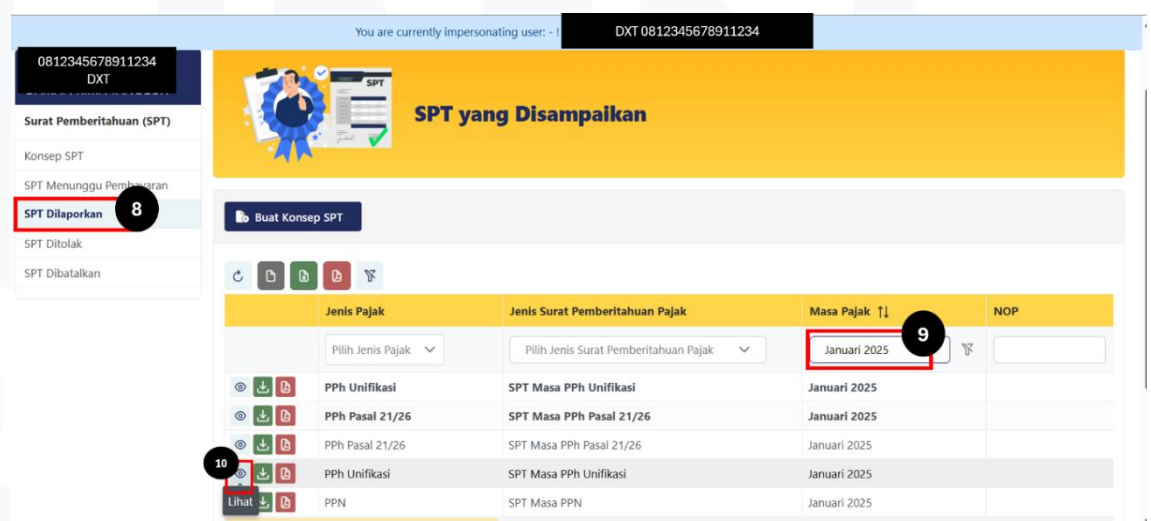 You are currently impersonating user: - !
DXT 0812345678911234
0812345678911234
DXT
Surat Pemberitahuan (SPT)
Konsep SPT
SPT Menunggu Pembayaran
SPT Dilaporkan
8
SPT Ditolak
SPT Dibatalkan
SPT
SPT yang Disampaikan
Buat Konsep SPT
Jenis Pajak Jenis Surat Pemberitahuan Pajak Masa Pajak NOP
9
Pilih Jenis Pajak Pilih Jenis Surat Pemberitahuan Pajak Januari 2025
PPh Unifikasi SPT Masa PPh Unifikasi Januari 2025
PPh Pasal 21/26 SPT Masa PPh Pasal 21/26 Januari 2025
PPh Pasal 21/26 SPT Masa PPh Pasal 21/26 Januari 2025
10
PPh Unifikasi SPT Masa PPh Unifikasi Januari 2025
Lihat PPN SPT Masa PPN Januari 2025